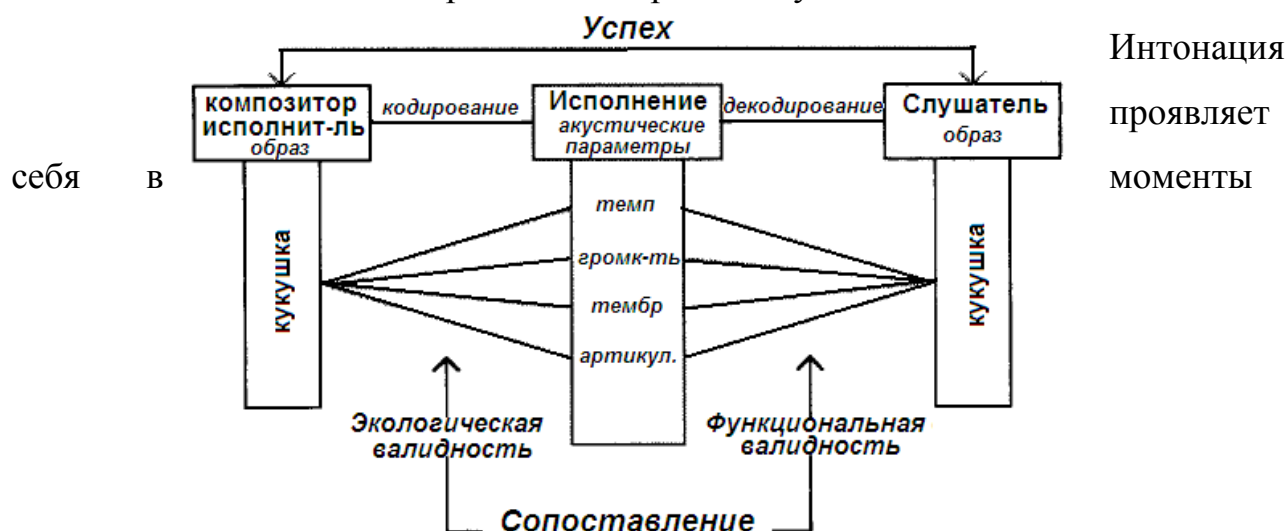 Успех
Интонация
композитор
исполнит-ль
образ
кодирование
Исполнение
акустические
параметры
декодирование
Слушатель
образ
проявляет
себя в
моменты
кукушка
темп
громк-ть
тембр
артикул.
кукушка
Экологическая
валидность
Функциональная
валидность
Сопоставление